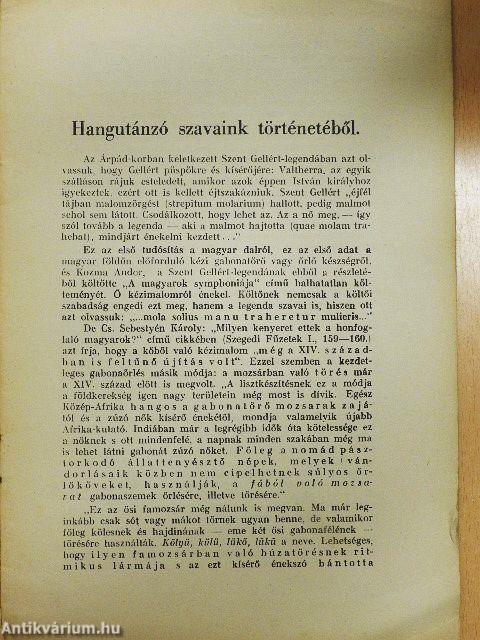 Hangutánzó szavaink történetéből.
Az Árpád-korban keletkezett Szent Gellért-legendában azt ol-
vassuk, hogy Gellért püspökre és kísérőjére: Valtherra, az egyik
szálláson rájuk esteledett, amikor azok éppen István királyhoz
igyekeztek, ezért ott is kellett éjtszakázniuk. Szent Gellért „éjfél
tájban malomzörgést (strepitum molarium) hallott, pedig malmot
sehol sem látott. Csodálkozott, hogy lehet az. Az a nő meg, — így
szól tovább a legenda — aki a malmot hajtotta (quae molam tra-
hebat), mindjárt énekelni kezdett . . ."
Ez az első tudósítás a magyar dalról, ez az első adat a
magyar földön előforduló kézi gabonatörő vagy őrlő készségről,
és Kozma Andor, a Szent Gellért-legendának ebből a részleté-
ből költötte „A magyarok symphoniája" című halhatatlan köl-
teményét. Ő kézimalomról énekel. Költőnek nemcsak a költői
szabadság engedi ezt meg, hanem a legenda szavai is, hiszen ott
azt olvassuk: „. . .mola solius manu traheretur mulieris. . ."
De Cs. Sebestyén Károly: „Milyen kenyeret ettek a honfog-
laló magyarok?" című cikkében (Szegedi Füzetek I., 159—160.)
azt írja, hogy a kőből való kézimalom „még a XIV. század-
ban is feltűnő újítás volt". Ezzel szemben a kezdet-
leges gabonaőrlés másik módja: a mozsárban való törés már
a XIV. század előtt is megvolt. „A lisztkészítésnek ez a módja
a földkerekség igen nagy területein még most is dívik. Egész
Közép-Afrika hangos a gabonatörő mozsarak zajá-
tól és a zúzó nők kísérő énekétől, mondja valamelyik újabb
Afrika-kutató. Indiában már a legrégibb idők óta kötelessége ez
a nőknek s ott mindenfelé, a napnak minden szakában még ma
is lehet látni gabonát zúzó nőket. Főleg a nomád pász-
torkodó állattenyésztő népek, melyek ván-
dorlásaik közben nem cipelhetnek súlyos őr-
lőköveket, használják, a fából való mozsa-
rat gabonaszemek őrlésére, illetve törésére."
„Ez az ősi famozsár még nálunk is megvan. Ma már leg-
inkább csak sót vagy mákot törnek ugyan benne, de valamikor
főleg kölesnek és hajdinának — eme két ősi gabonafélének —
törésére használták. Kölyü, külü, lükő, lükü a neve. Lehetséges,
hogy ilyen famozsárban való búzatörésnek rit-
mikus lármája s az ezt kísérő énekszó bántotta
Antikvárium.hu